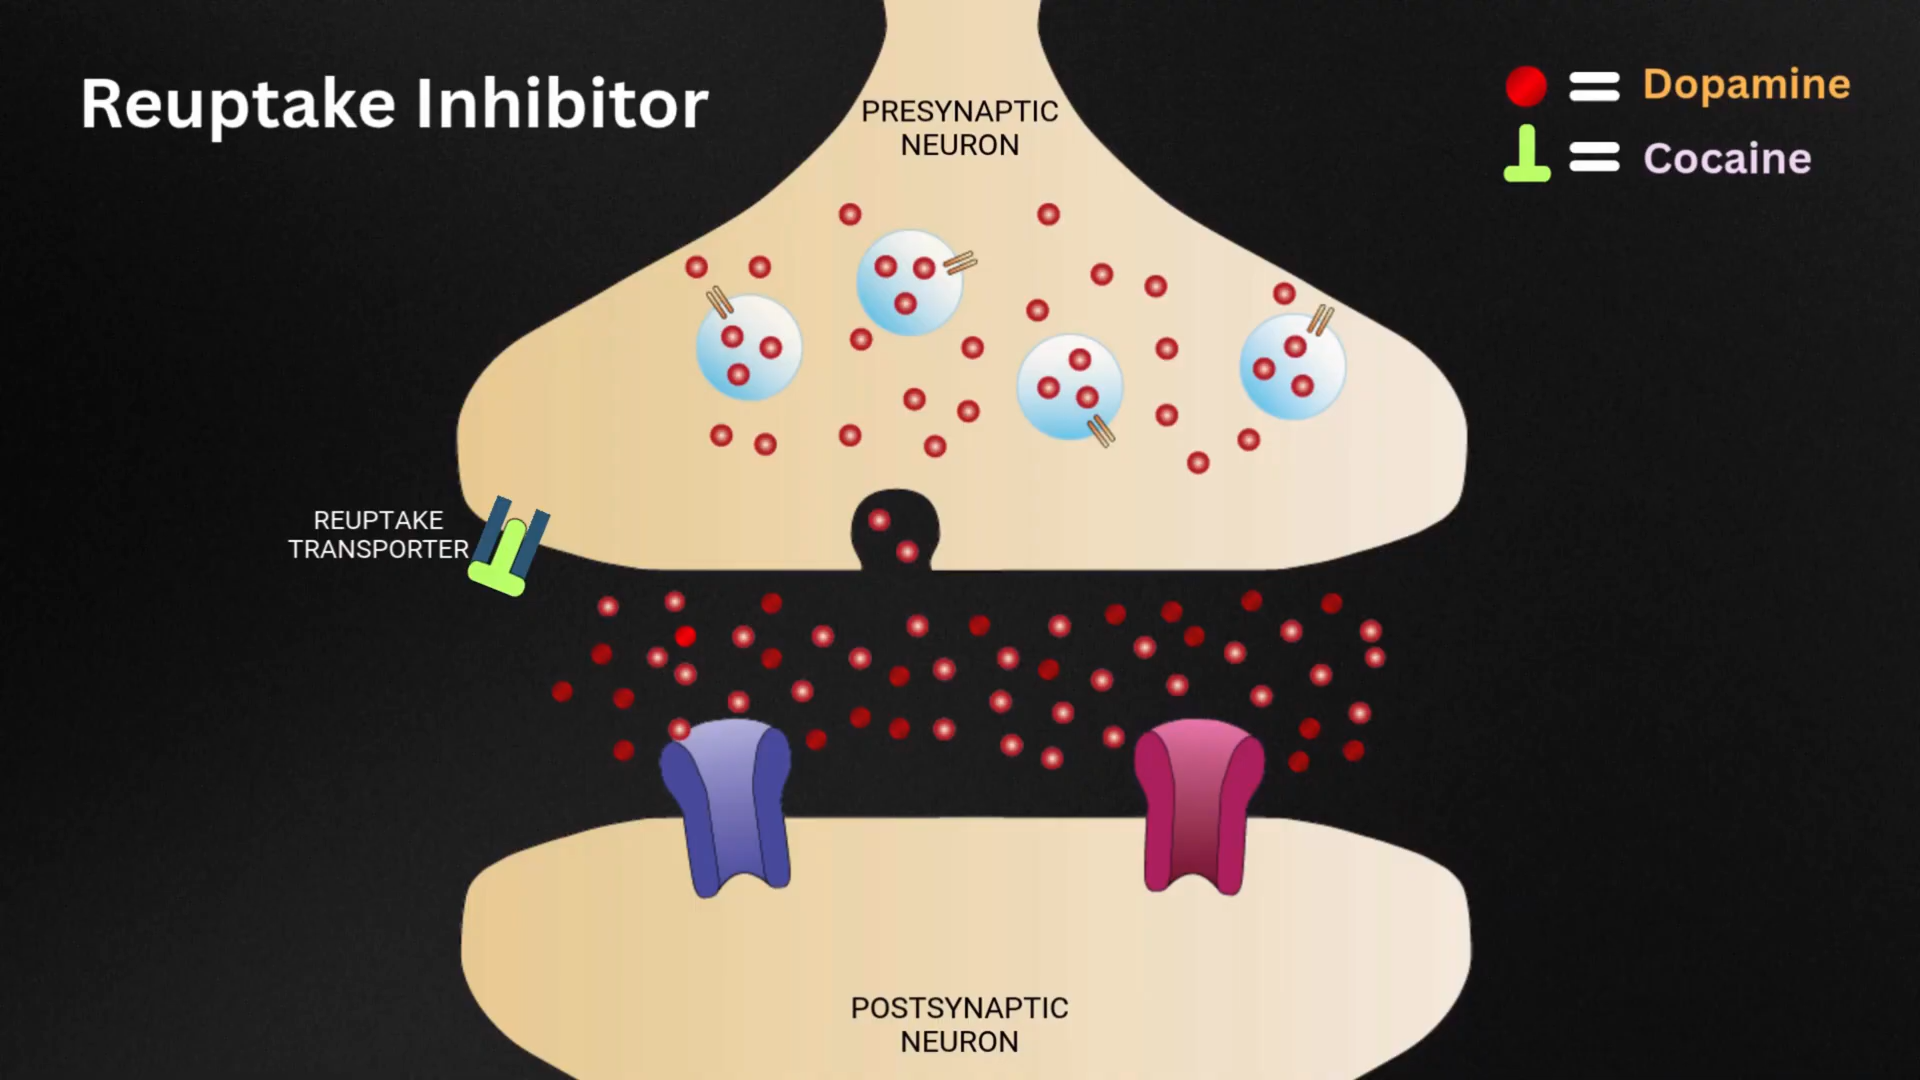 Reuptake Inhibitor
Dopamine
Cocaine
PRESYNAPTIC
NEURON
REUPTAKE
TRANSPORTER
POSTSYNAPTIC
NEURON